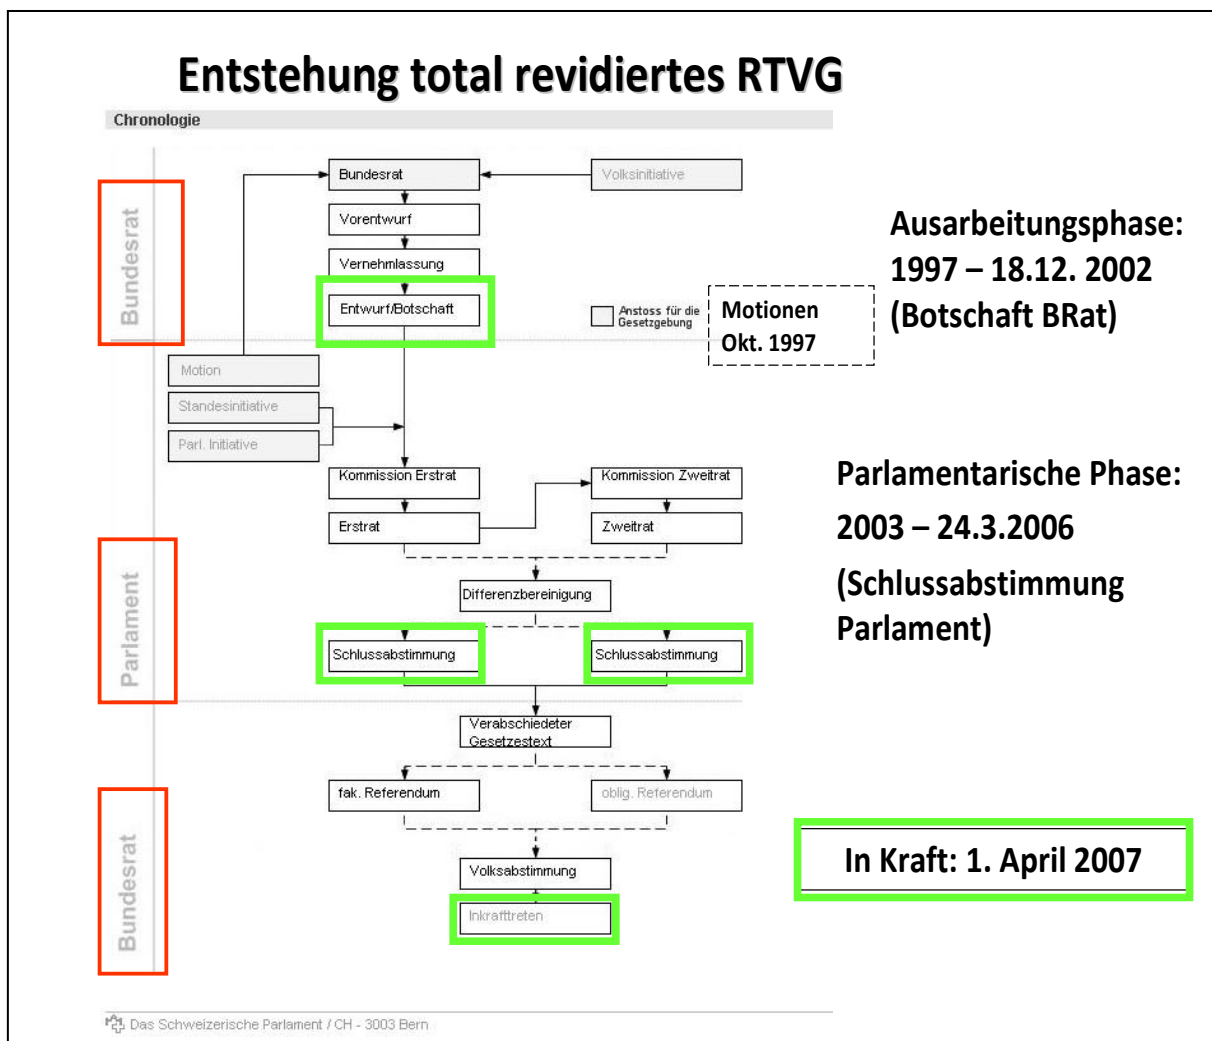 Entstehung total revidiertes RTVG
Chronologie
Bundesrat
Bundesrat
Volksinitiative
Vorentwurf
Vernehmlassung
Entwurf/Botschaft
Anstoss für die
Gesetzgebung
Motionen
Okt. 1997
Ausarbeitungsphase:
1997 – 18.12. 2002
(Botschaft BRat)
Motion
Standesinitiative
Parl. Initiative
Parlament
Kommission Erstrat
Kommission Zweitrat
Erstrat
Zweitrat
Differenzbereinigung
Schlussabstimmung
Schlussabstimmung
Parlamentarische Phase:
2003 – 24.3.2006
(Schlussabstimmung
Parlament)
Bundesrat
Verabschiedeter
Gesetzestext
fak. Referendum
oblig. Referendum
Volksabstimmung
Inkrafttreten
In Kraft: 1. April 2007
Das Schweizerische Parlament / CH - 3003 Bern